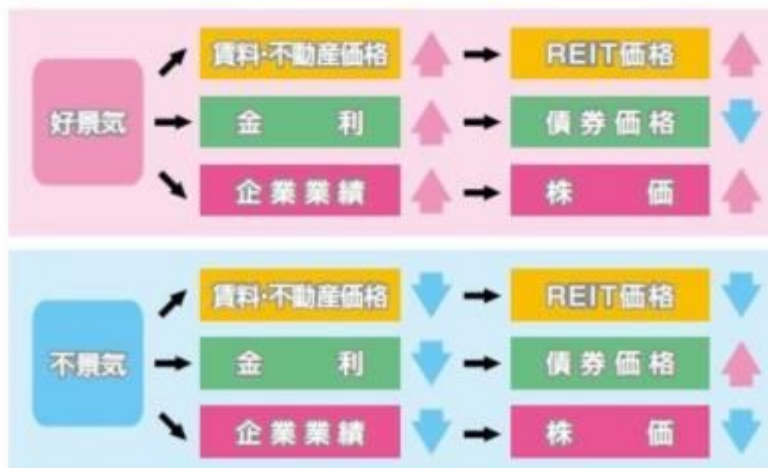 好景気
賃料・不動産価格
REIT価格
金利
債券価格
企業業績
株価
不景気
賃料・不動産価格
REIT価格
金利
債券価格
企業業績
株価